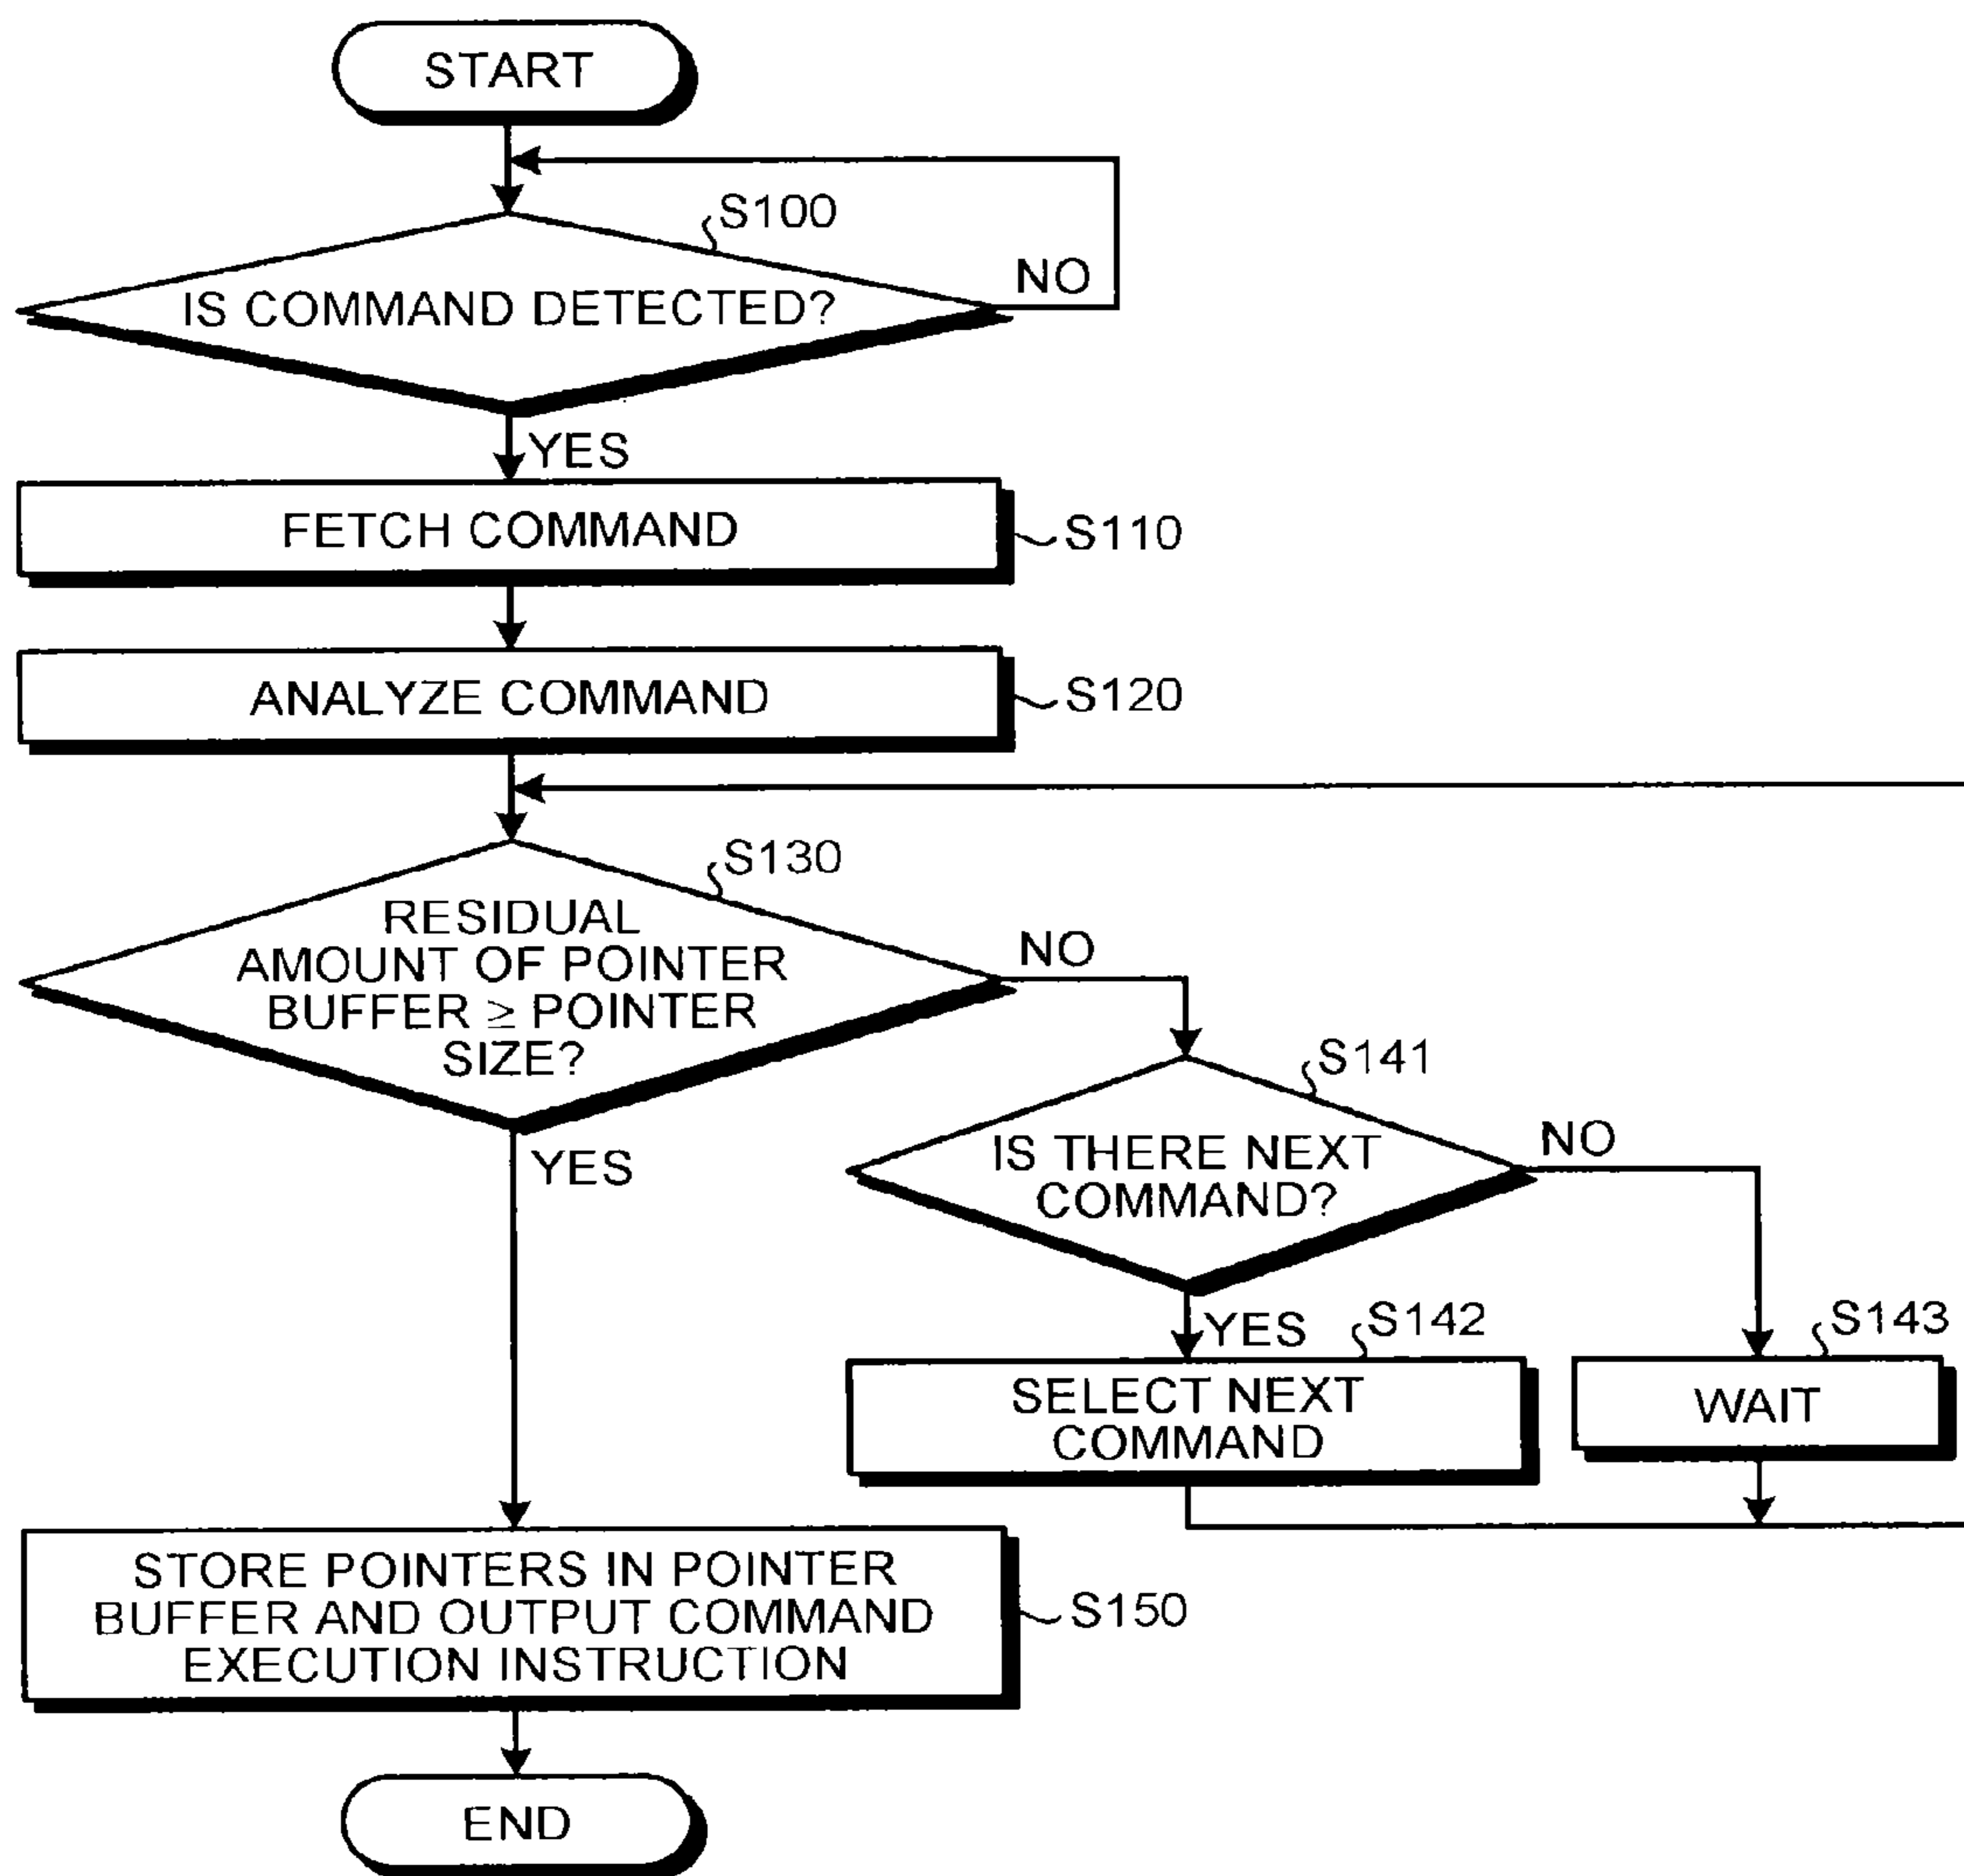 START
S100
IS COMMAND DETECTED?
NO
YES
FETCH COMMAND
S110
ANALYZE COMMAND
S120
S130
RESIDUAL
AMOUNT OF POINTER
BUFFER ≥ POINTER
SIZE?
NO
YES
S141
IS THERE NEXT
COMMAND?
NO
YES
S142
SELECT NEXT
COMMAND
S143
WAIT
STORE POINTERS IN POINTER
BUFFER AND OUTPUT COMMAND
EXECUTION INSTRUCTION
S150
END